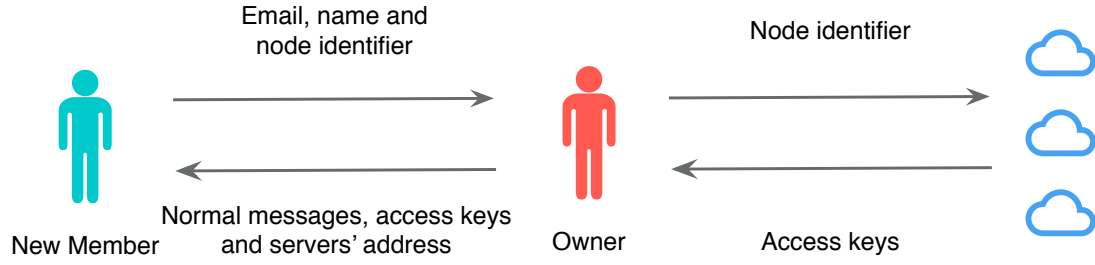 Email, name and
node identifier
Node identifier
Normal messages, access keys
and servers’ address
New Member
Owner
Access keys